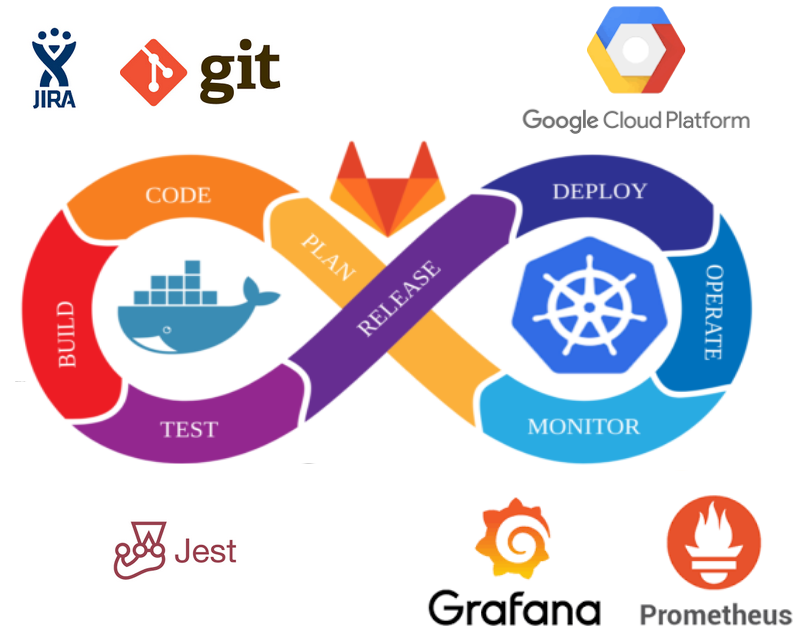 JIRA
git
Google Cloud Platform
CODE
DEPLOY
PLAN
RELEASE
BUILD
OPERATE
TEST
MONITOR
Jest
Grafana
Prometheus